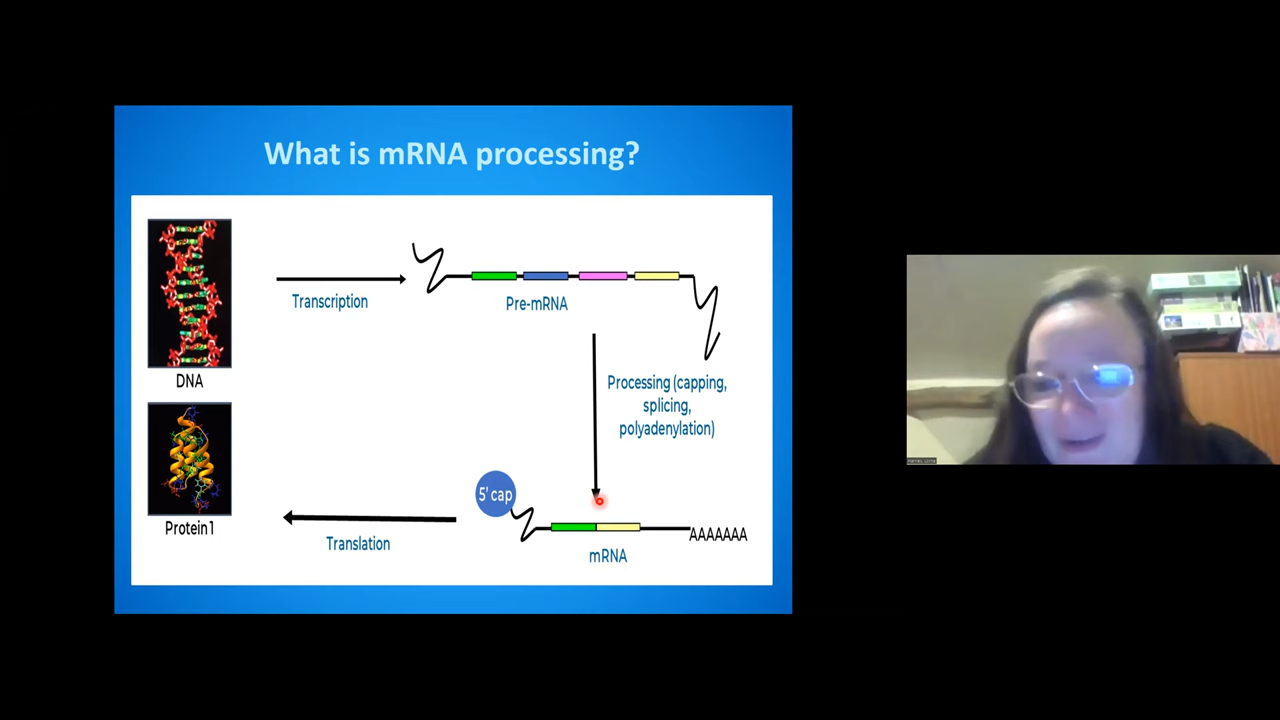 What is mRNA processing?
Transcription
Pre-mRNA
DNA
Processing (capping,
splicing,
polyadenylation)
5' cap
AAAAAAA
mRNA
Translation
Protein1